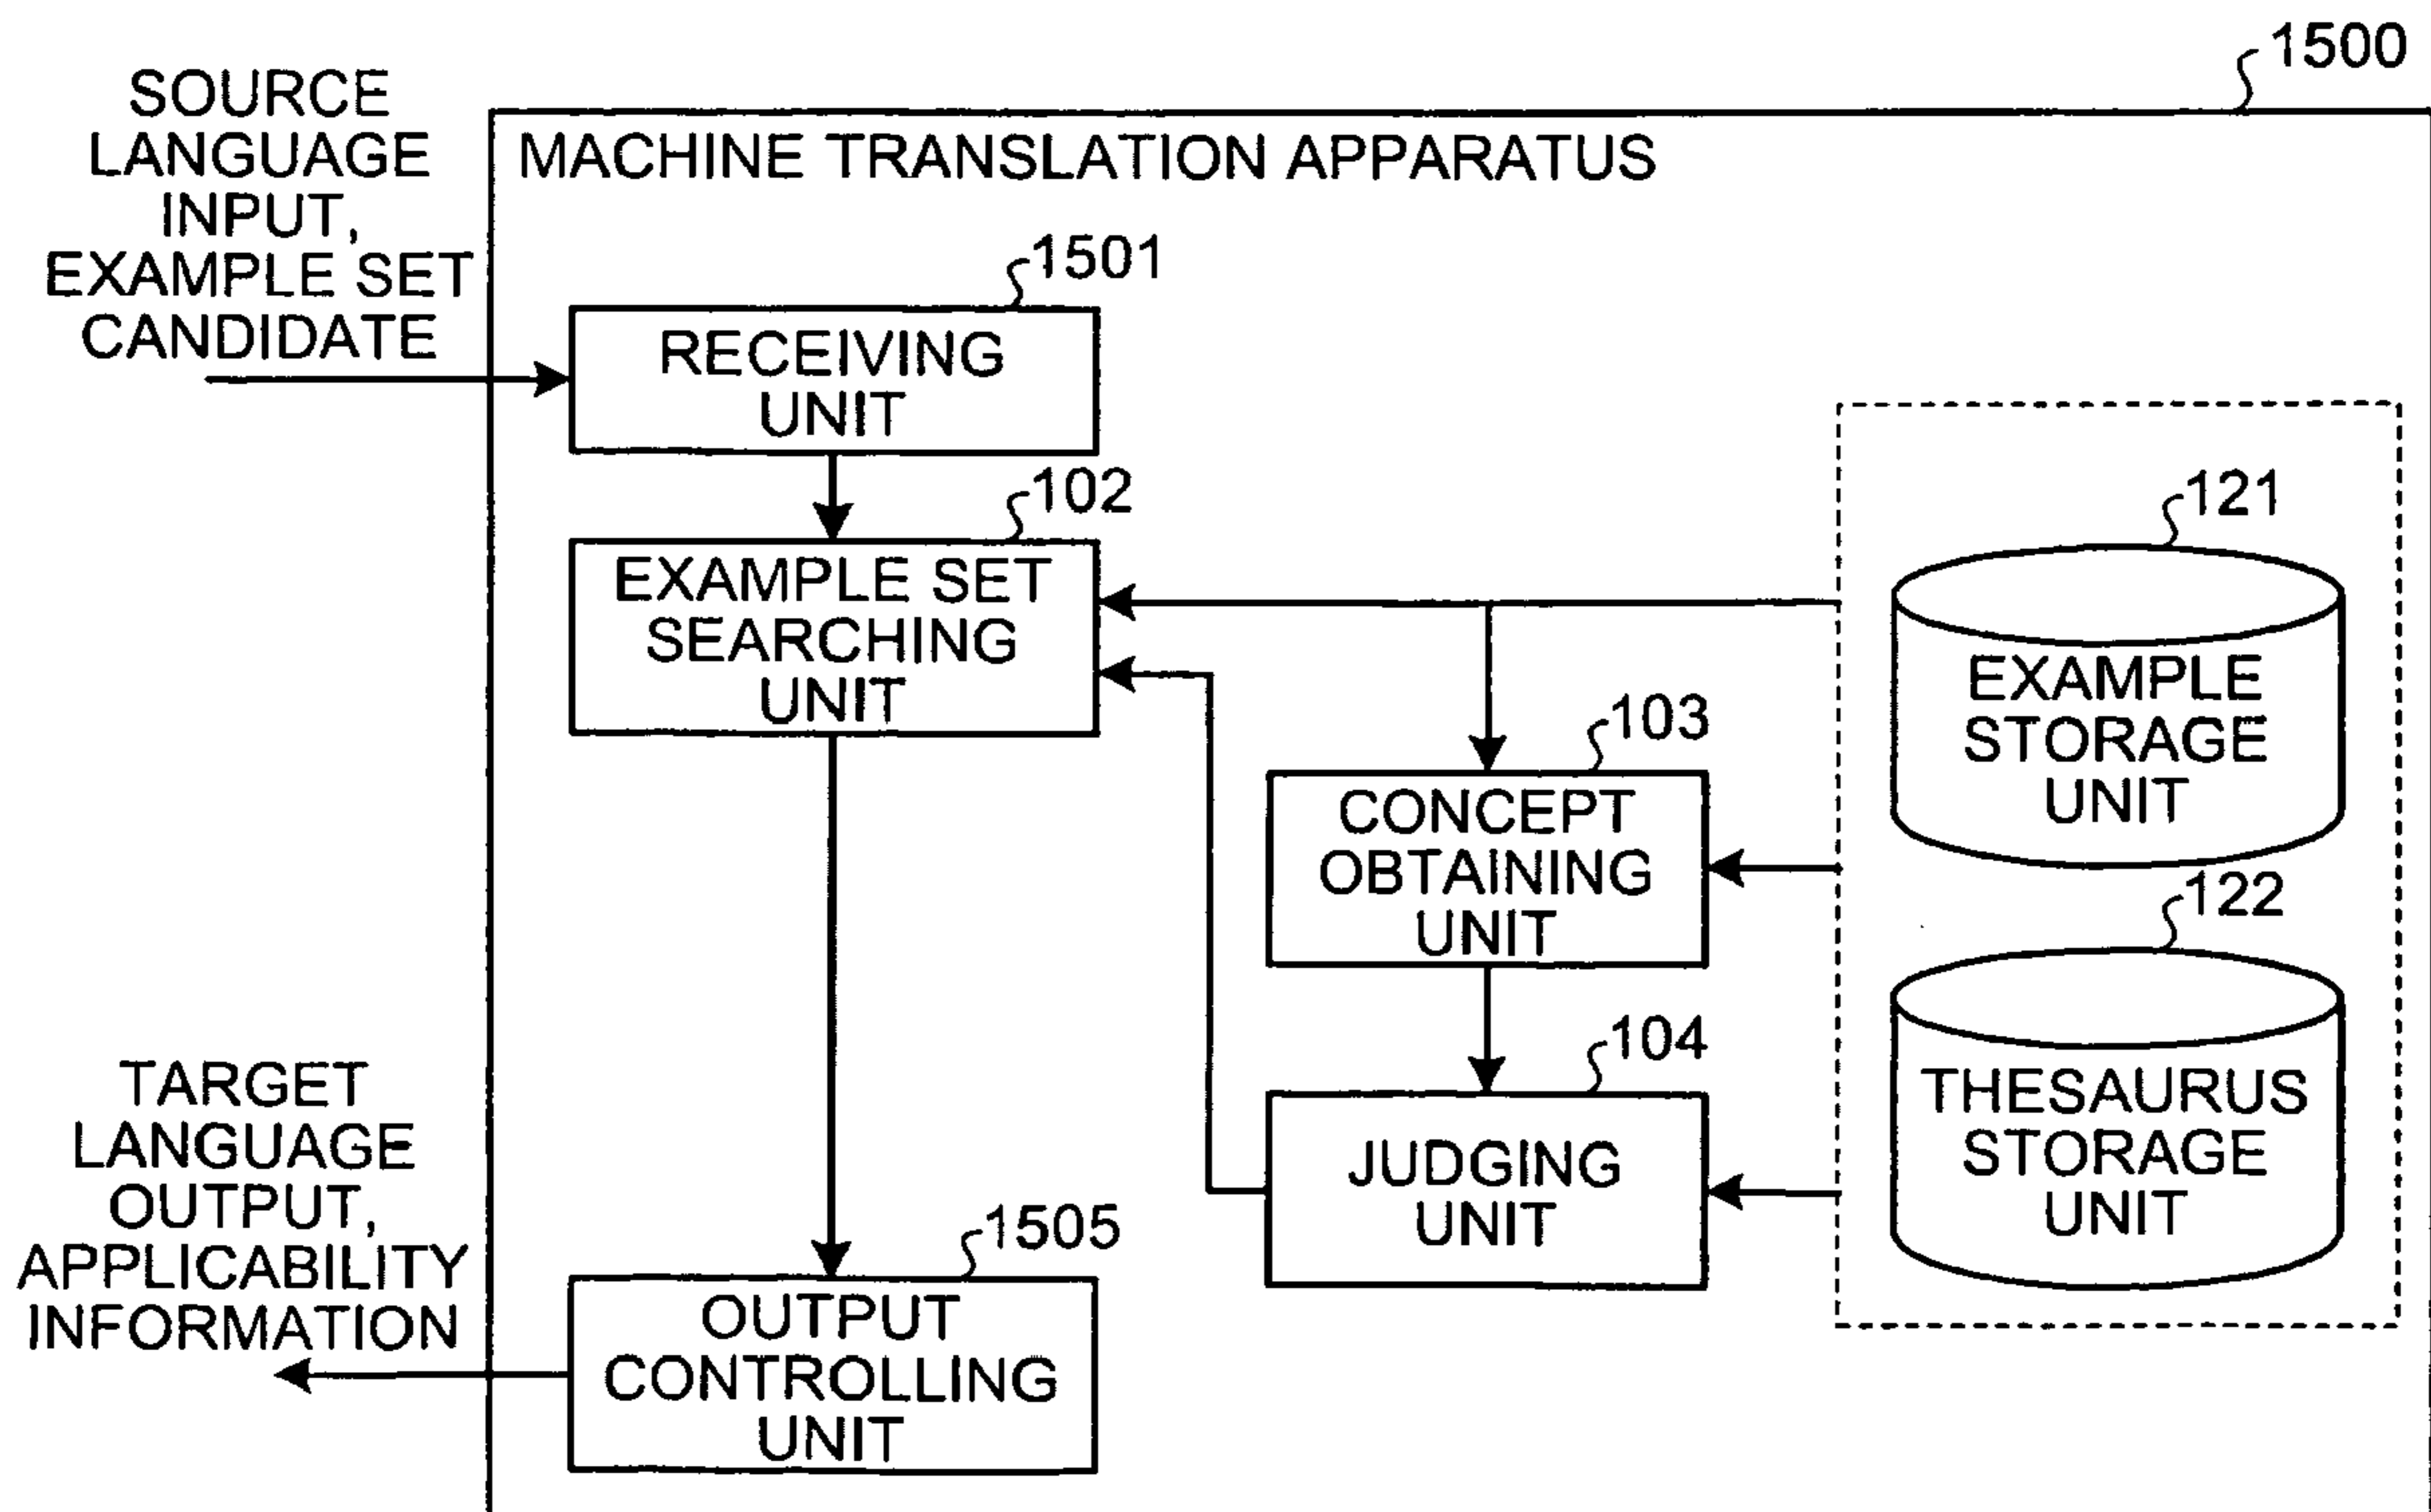 1500
SOURCE
LANGUAGE
INPUT,
EXAMPLE SET
CANDIDATE
MACHINE TRANSLATION APPARATUS
1501
RECEIVING
UNIT
102
EXAMPLE SET
SEARCHING
UNIT
121
EXAMPLE
STORAGE
UNIT
103
CONCEPT
OBTAINING
UNIT
122
THESAURUS
STORAGE
UNIT
104
JUDGING
UNIT
TARGET
LANGUAGE
OUTPUT,
APPLICABILITY
INFORMATION
1505
OUTPUT
CONTROLLING
UNIT